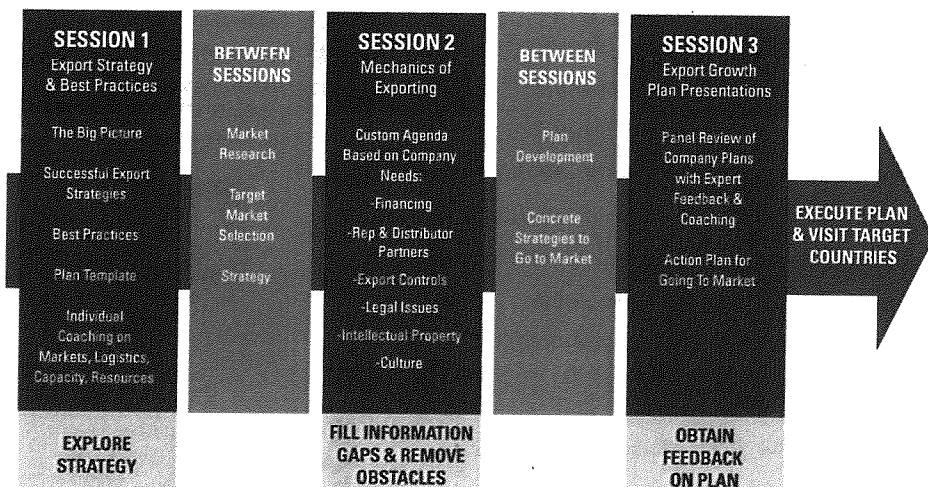 SESSION 1
Export Strategy
& Best Practices
The Big Picture
Successful Export
Strategies
Best Practices
Plan Template
Individual
Coaching on
Markets, Logistics,
Capacity, Resources
EXPLORE
STRATEGY
BETWEEN
SESSIONS
Market
Research
Target
Market
Selection
Strategy
SESSION 2
Mechanics of
Exporting
Custom Agenda
Based on Company
Needs:
-Financing
-Rep & Distributor
Partners
-Export Controls
-Legal Issues
-Intellectual Property
-Culture
FILL INFORMATION
GAPS & REMOVE
OBSTACLES
BETWEEN
SESSIONS
Plan
Development
Concrete
Strategies to
Go to Market
SESSION 3
Export Growth
Plan Presentations
Panel Review of
Company Plans
with Expert
Feedback &
Coaching
Action Plan for
Going To Market
OBTAIN
FEEDBACK
ON PLAN
EXECUTE PLAN
& VISIT TARGET
COUNTRIES